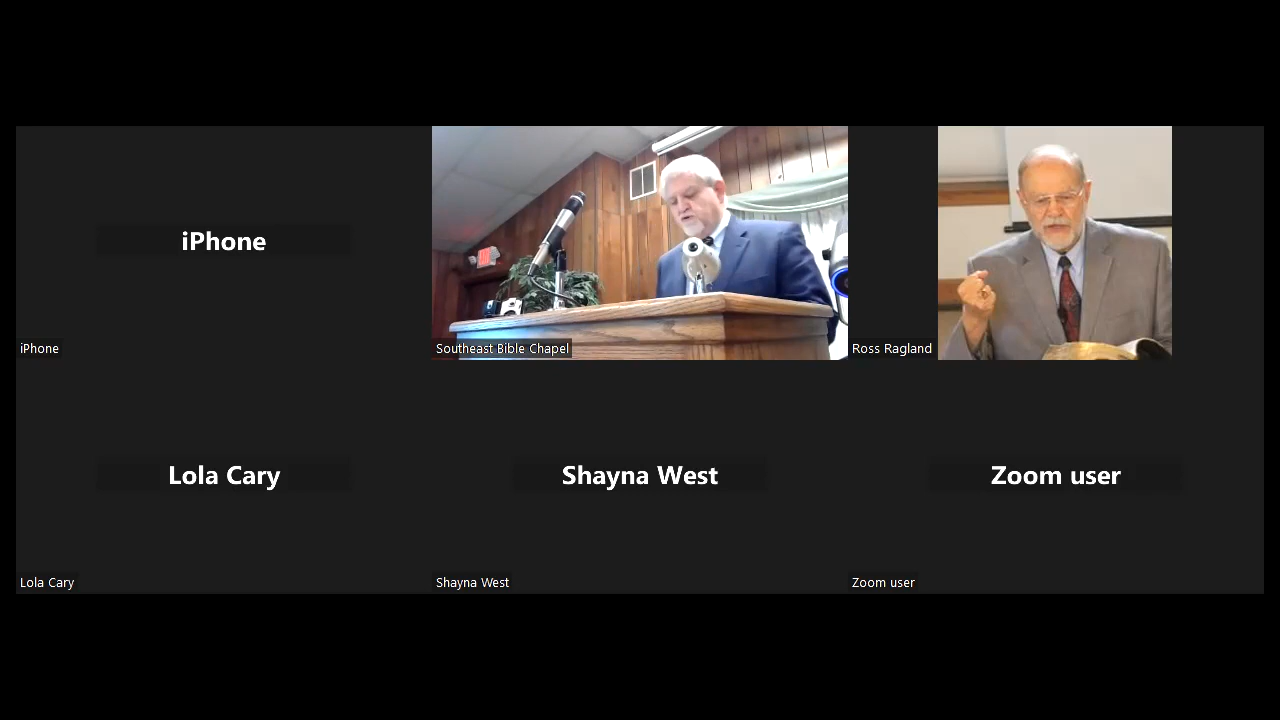 iPhone
iPhone
Southeast Bible Chapel
Ross Ragland
Lola Cary
Shayna West
Zoom user
Lola Cary
Shayna West
Zoom user